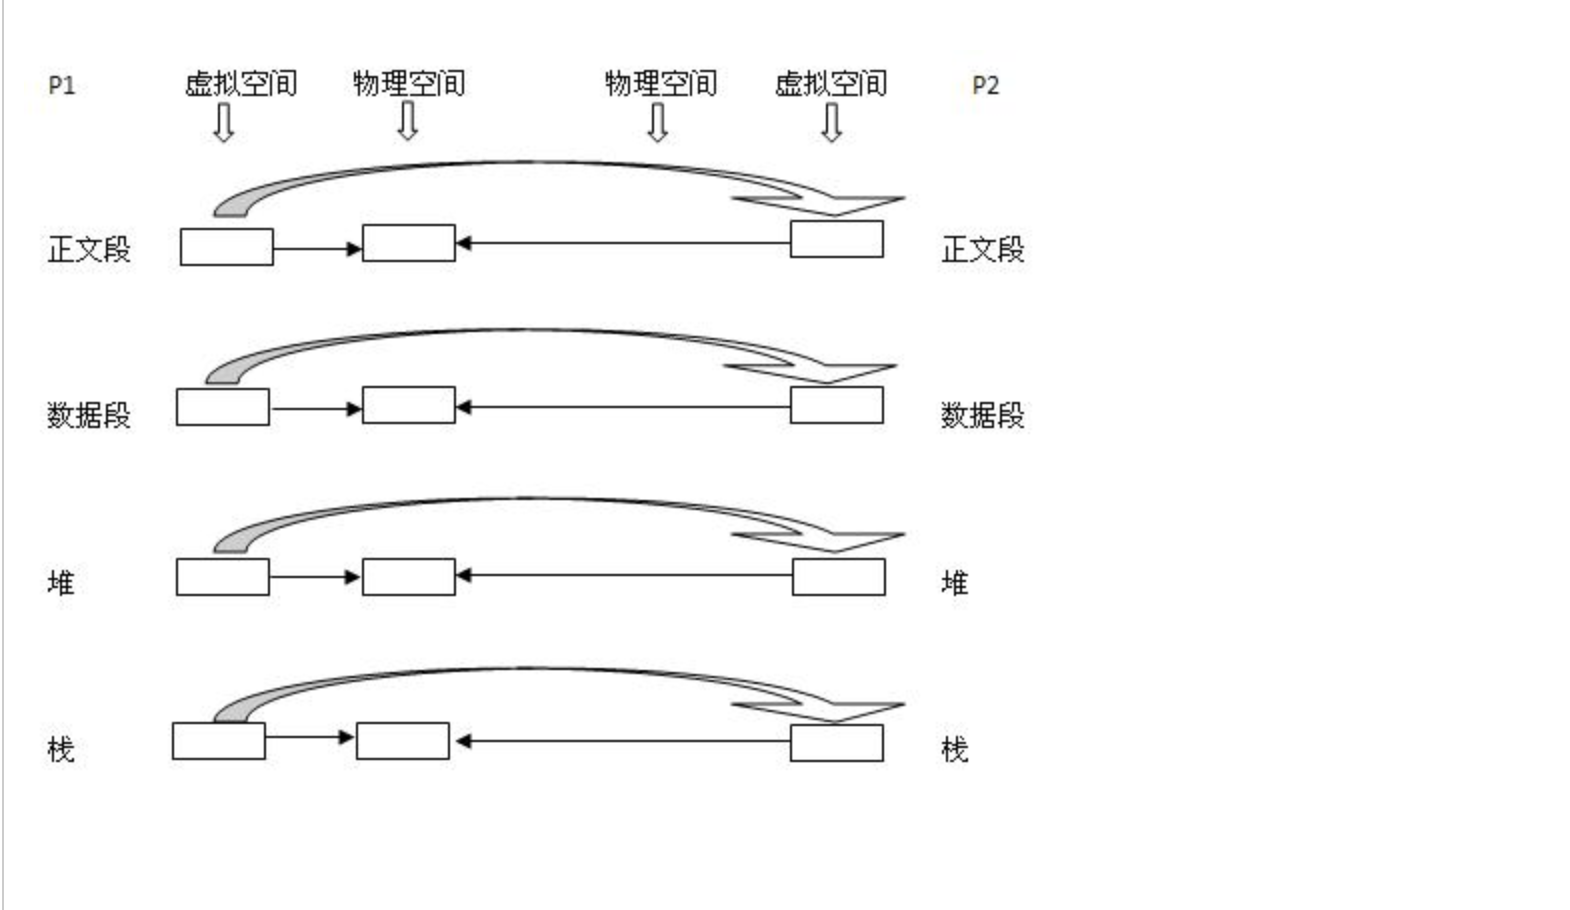 P1 虚拟空间 物理空间 物理空间 虚拟空间 P2
正文段 正文段
数据段 数据段
堆 堆
栈 栈